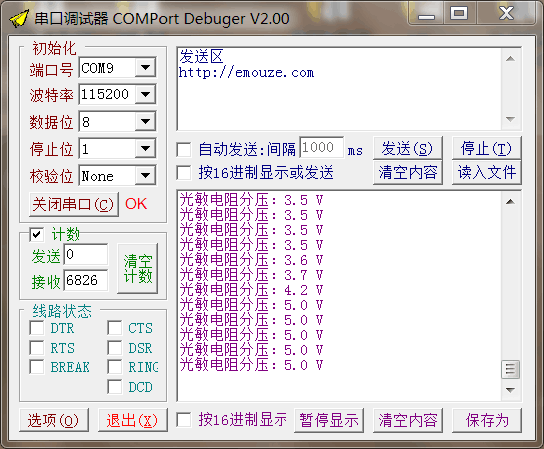 串口调试器 COMPort Debuger V2.00
初始化
端口号 COM9
波特率 115200
数据位 8
停止位 1
校验位 None
关闭串口(C) OK
计数
发送 0
接收 6826
清空计数
线路状态
DTR CTS
RTS DSR
BREAK RING
DCD
选项(O) 退出(X)
发送区
http://emouze.com
自动发送:间隔 1000 ms 发送(S) 停止(T)
按16进制显示或发送 清空内容 读入文件
光敏电阻分压: 3.5 V
光敏电阻分压: 3.5 V
光敏电阻分压: 3.5 V
光敏电阻分压: 3.5 V
光敏电阻分压: 3.6 V
光敏电阻分压: 3.7 V
光敏电阻分压: 4.2 V
光敏电阻分压: 5.0 V
光敏电阻分压: 5.0 V
光敏电阻分压: 5.0 V
光敏电阻分压: 5.0 V
光敏电阻分压: 5.0 V
按16进制显示 暂停显示 清空内容 保存为